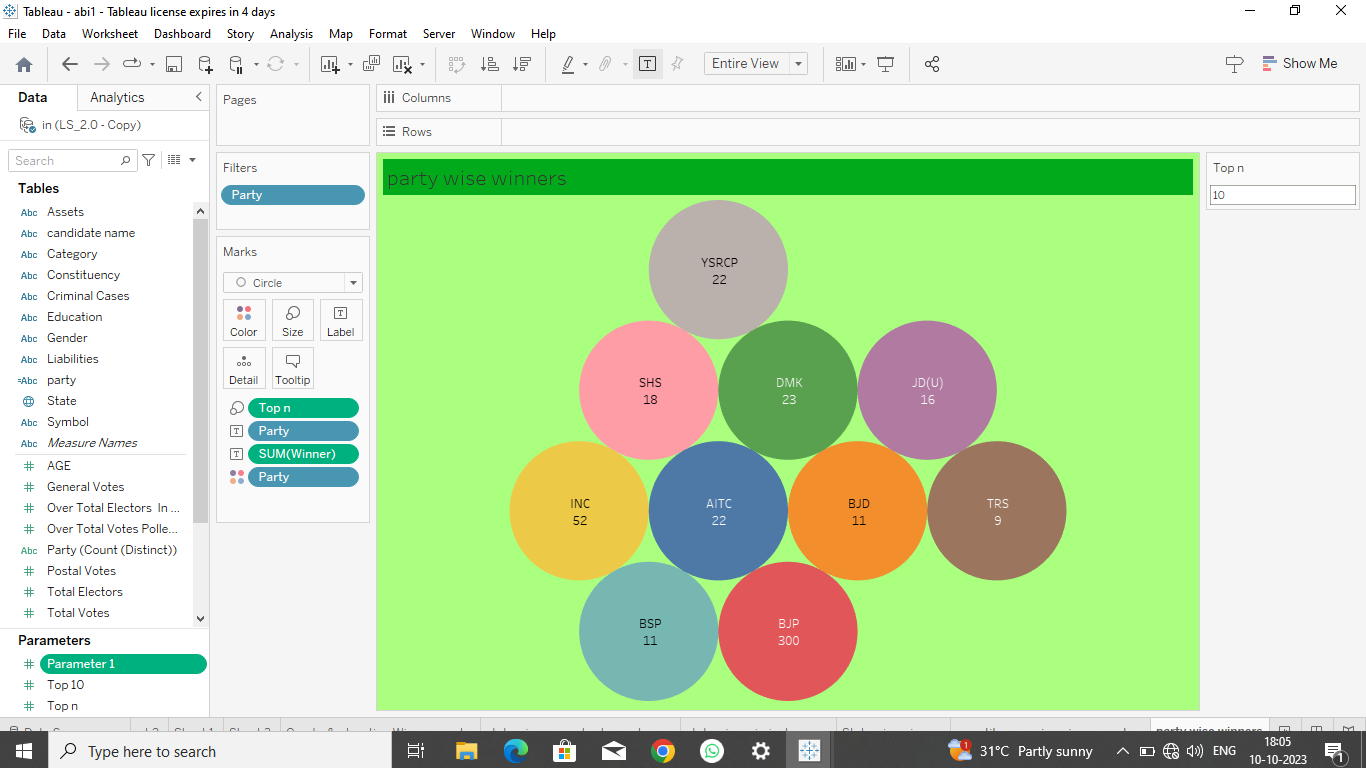 Tableau - abi1 - Tableau license expires in 4 days
File Data Worksheet Dashboard Story Analysis Map Format Server Window Help
Entire View
Show Me
Data Analytics
in (LS_2.0 - Copy)
Search
Tables
Abc Assets
Abc candidate name
Abc Category
Abc Constituency
Abc Criminal Cases
Abc Education
Abc Gender
Abc Liabilities
=Abc party
State
Abc Symbol
Abc Measure Names
# AGE
# General Votes
# Over Total Electors In ...
# Over Total Votes Polle...
Abc Party (Count (Distinct))
# Postal Votes
# Total Electors
# Total Votes
Parameters
# Parameter 1
# Top 10
# Top n
Pages
Filters
Party
Marks
Circle
Color Size Label
Detail Tooltip
Top n
Party
SUM(Winner)
Party
Columns
Rows
party wise winners
YSRCP
22
SHS
18
DMK
23
JD(U)
16
INC
52
AITC
22
BJD
11
TRS
9
BSP
11
BJP
300
Top n
10
party wise winners
Type here to search
1
31°C Partly sunny
ENG
18:05
10-10-2023
1